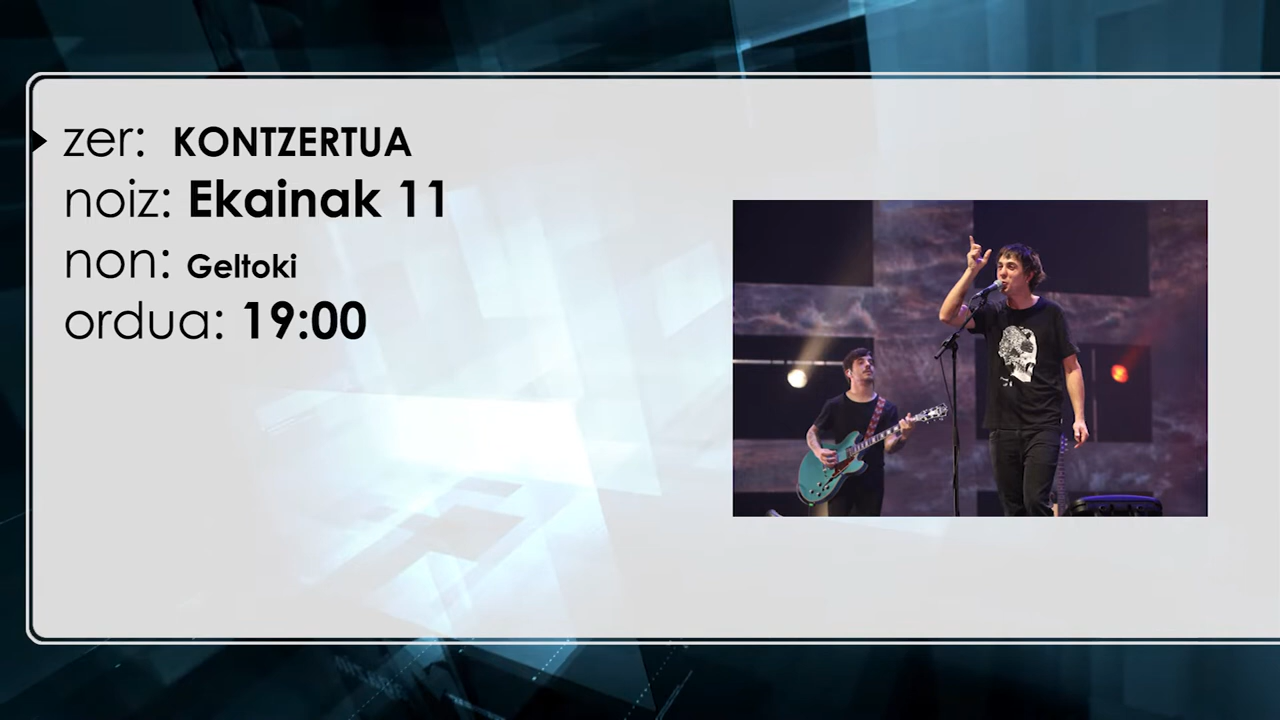 zer: KONTZERTUA
noiz: Ekainak 11
non: Geltoki
ordua: 19:00